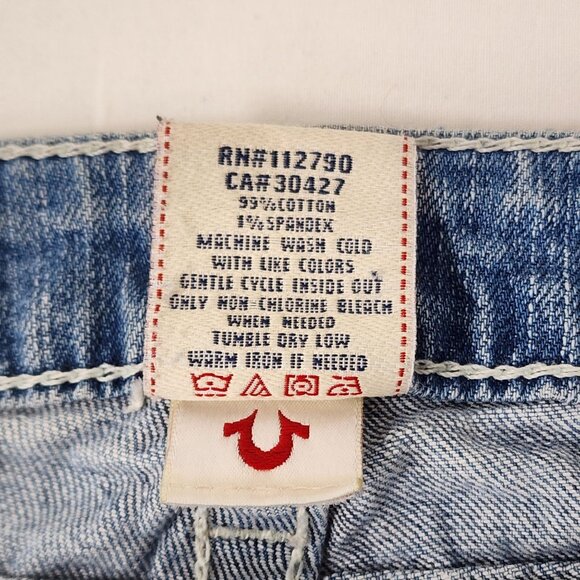 RN#112790
CA#30427
99%COTTON
1%SPANDEX
MACHINE WASH COLD
WITH LIKE COLORS
GENTLE CYCLE INSIDE OUT
ONLY NON-CHLORINE BLEACH
WHEN NEEDED
TUMBLE DRY LOW
WARM IRON IF NEEDED